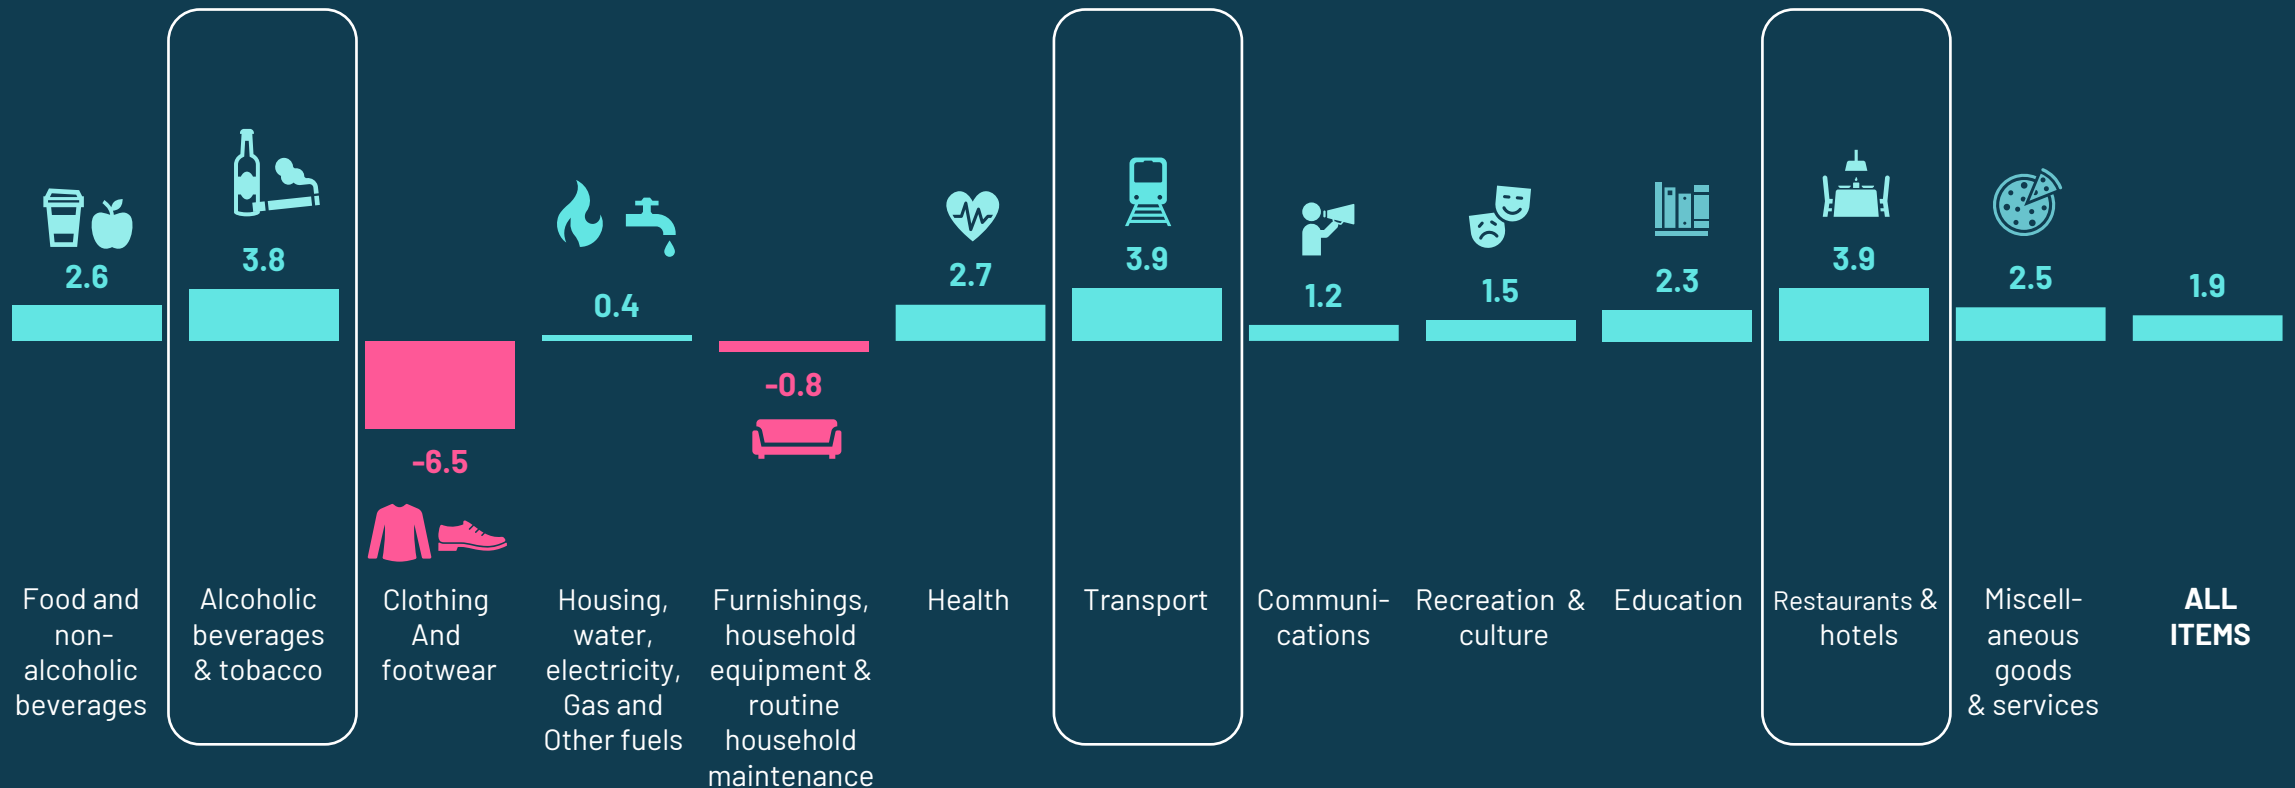 2.6
3.8
-6.5
0.4
-0.8
2.7
3.9
1.2
1.5
2.3
3.9
2.5
1.9
Food and
non-
alcoholic
beverages
Alcoholic
beverages
& tobacco
Clothing
And
footwear
Housing,
water,
electricity,
Gas and
Other fuels
Furnishings,
household
equipment &
routine
household
maintenance
Health
Transport
Communi-
cations
Recreation &
culture
Education
Restaurants &
hotels
Miscell-
aneous
goods
& services
ALL
ITEMS